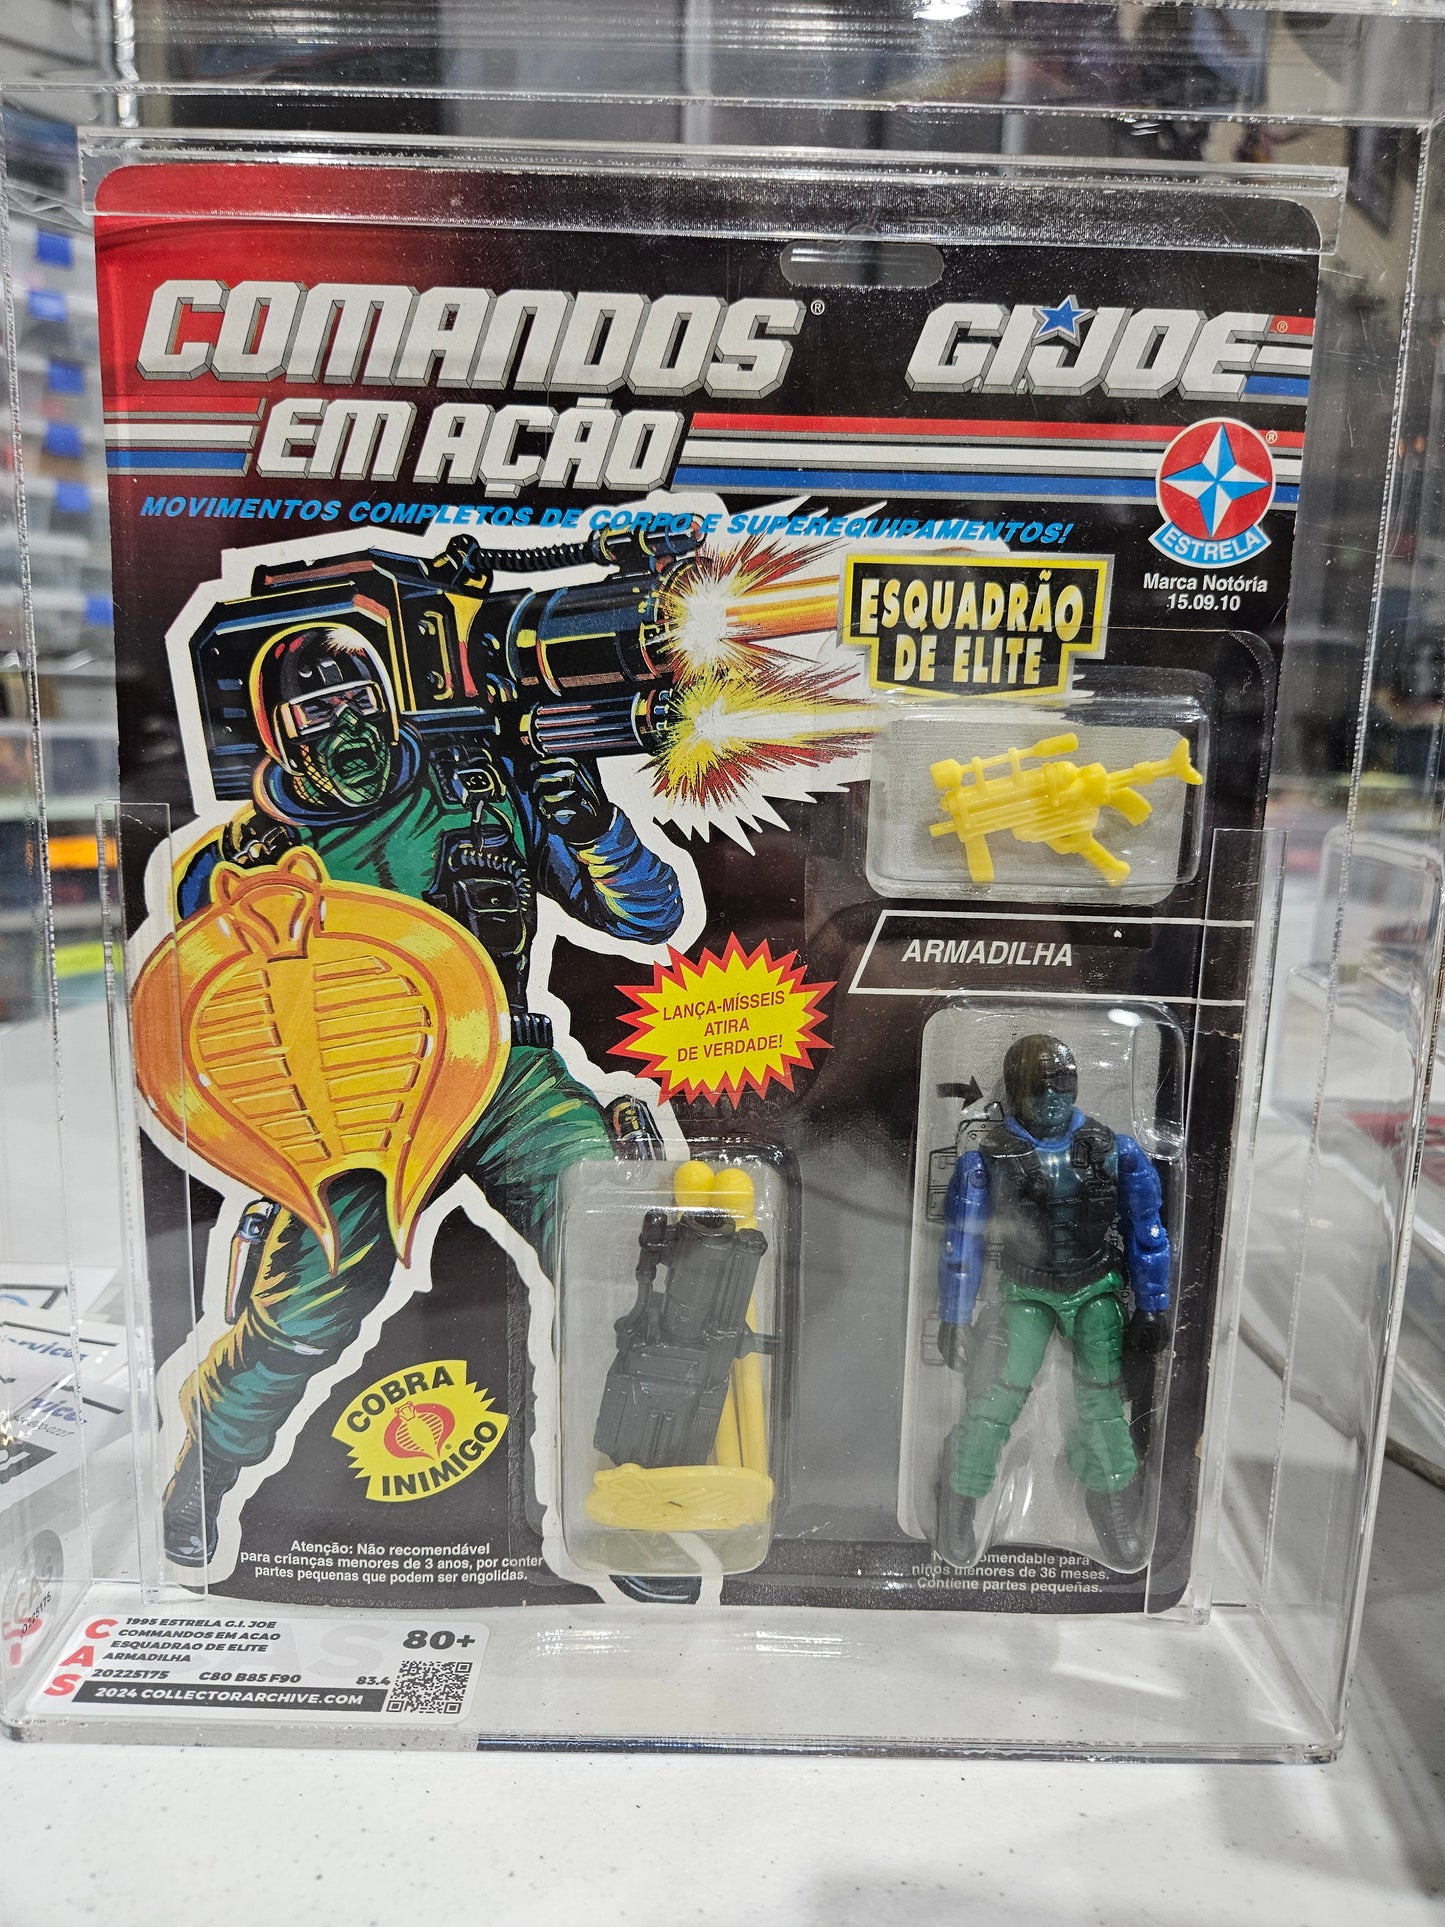 COMANDOS®
EM AÇÃO
G.I.JOE®
MOVIMENTOS COMPLETOS DE CORPO E SUPEREQUIPAMENTOS!
®
ESTRELA
Marca Notória
15.09.10
ESQUADRÃO
DE ELITE
ARMADILHA
LANÇA-MÍSSEIS
ATIRA
DE VERDADE!
COBRA
INIMIGO
Atenção: Não recomendável
para crianças menores de 3 anos, por conter
partes pequenas que podem ser engolidas.
para
niños menores de 36 meses.
Contiene partes pequeñas.
CAS
1995 ESTRELA G.I. JOE
COMMANDOS EM ACAO
ESQUADRAO DE ELITE
ARMADILHA
80+
20225175 C80 B85 F90 83.4
2024 COLLECTORARCHIVE.COM